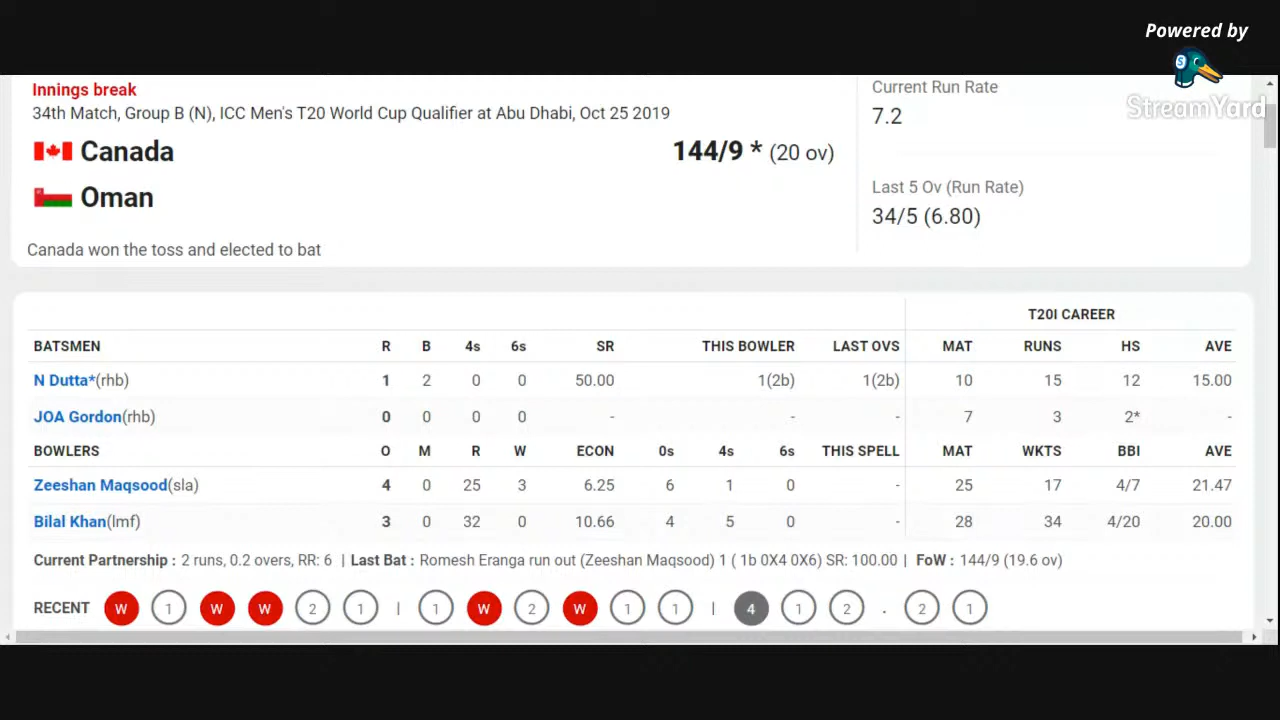 Powered by
StreamYard
Innings break
34th Match, Group B (N), ICC Men's T20 World Cup Qualifier at Abu Dhabi, Oct 25 2019
Canada 144/9 * (20 ov)
Oman
Canada won the toss and elected to bat
Current Run Rate
7.2
Last 5 Ov (Run Rate)
34/5 (6.80)
T20I CAREER
BATSMEN R B 4s 6s SR THIS BOWLER LAST OVS MAT RUNS HS AVE
N Dutta*(rhb) 1 2 0 0 50.00 1(2b) 1(2b) 10 15 12 15.00
JOA Gordon(rhb) 0 0 0 0 - - - 7 3 2* -
BOWLERS O M R W ECON 0s 4s 6s THIS SPELL MAT WKTS BBI AVE
Zeeshan Maqsood(sla) 4 0 25 3 6.25 6 1 0 - 25 17 4/7 21.47
Bilal Khan(lmf) 3 0 32 0 10.66 4 5 0 - 28 34 4/20 20.00
Current Partnership : 2 runs, 0.2 overs, RR: 6 | Last Bat : Romesh Eranga run out (Zeeshan Maqsood) 1 ( 1b 0X4 0X6) SR: 100.00 | FoW : 144/9 (19.6 ov)
RECENT W 1 W W 2 1 | 1 W 2 W 1 1 | 4 1 2 . 2 1